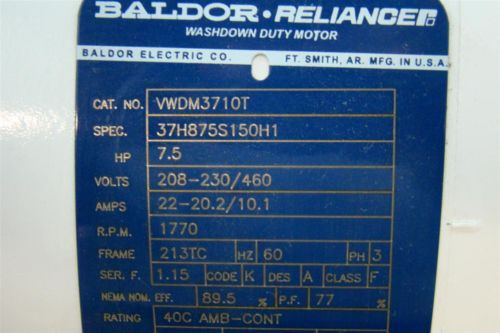 BALDOR · RELIANCER
WASHDOWN DUTY MOTOR
BALDOR ELECTRIC CO. FT. SMITH, AR. MFG. IN U.S.A.
CAT. NO. VWDM3710T
SPEC. 37H875S150H1
HP 7.5
VOLTS 208-230/460
AMPS 22-20.2/10.1
R.P.M. 1770
FRAME 213TC HZ 60 PH 3
SER. F. 1.15 CODE K DES A CLASS F
NEMA NOM. EFF. 89.5 % P.F. 77 %
RATING 40C AMB-CONT